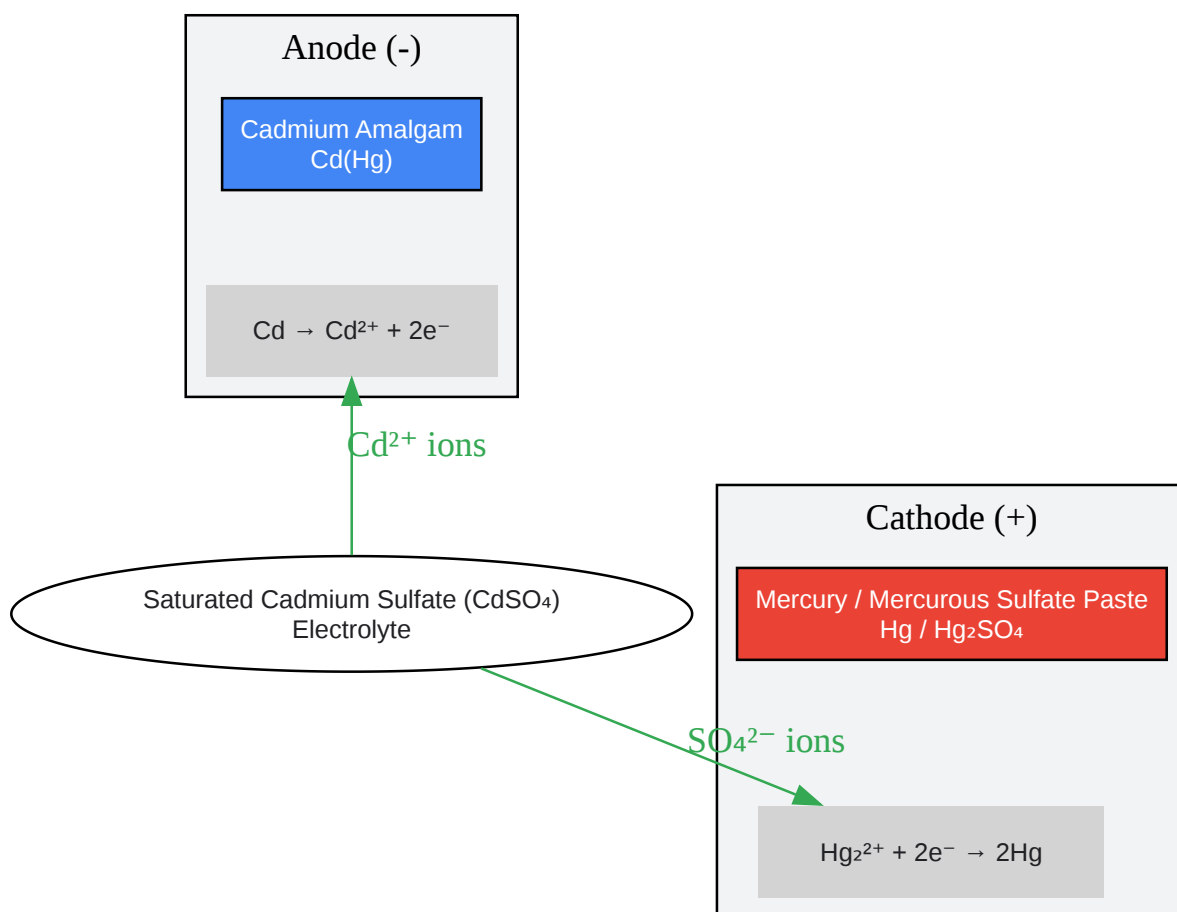 Anode (-)
Cadmium Amalgam
Cd(Hg)
Cd → Cd²⁺ + 2e⁻
Cd²⁺ ions
Saturated Cadmium Sulfate (CdSO₄)
Electrolyte
Cathode (+)
Mercury / Mercurous Sulfate Paste
Hg / Hg₂SO₄
SO₄²⁻ ions
Hg₂²⁺ + 2e⁻ → 2Hg